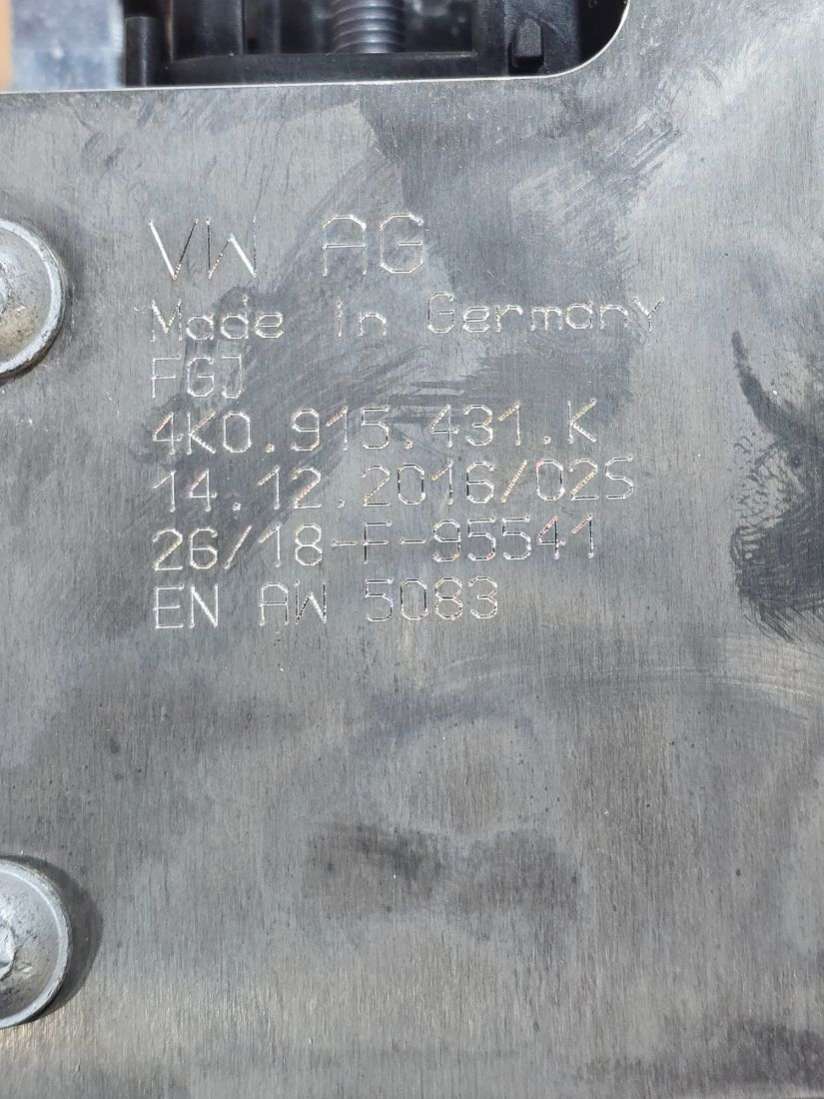 VW AG
Made in Germany
FGJ
4K0.915.431.K
14.12.2016/02S
26/18-F-95541
EN AW 5083